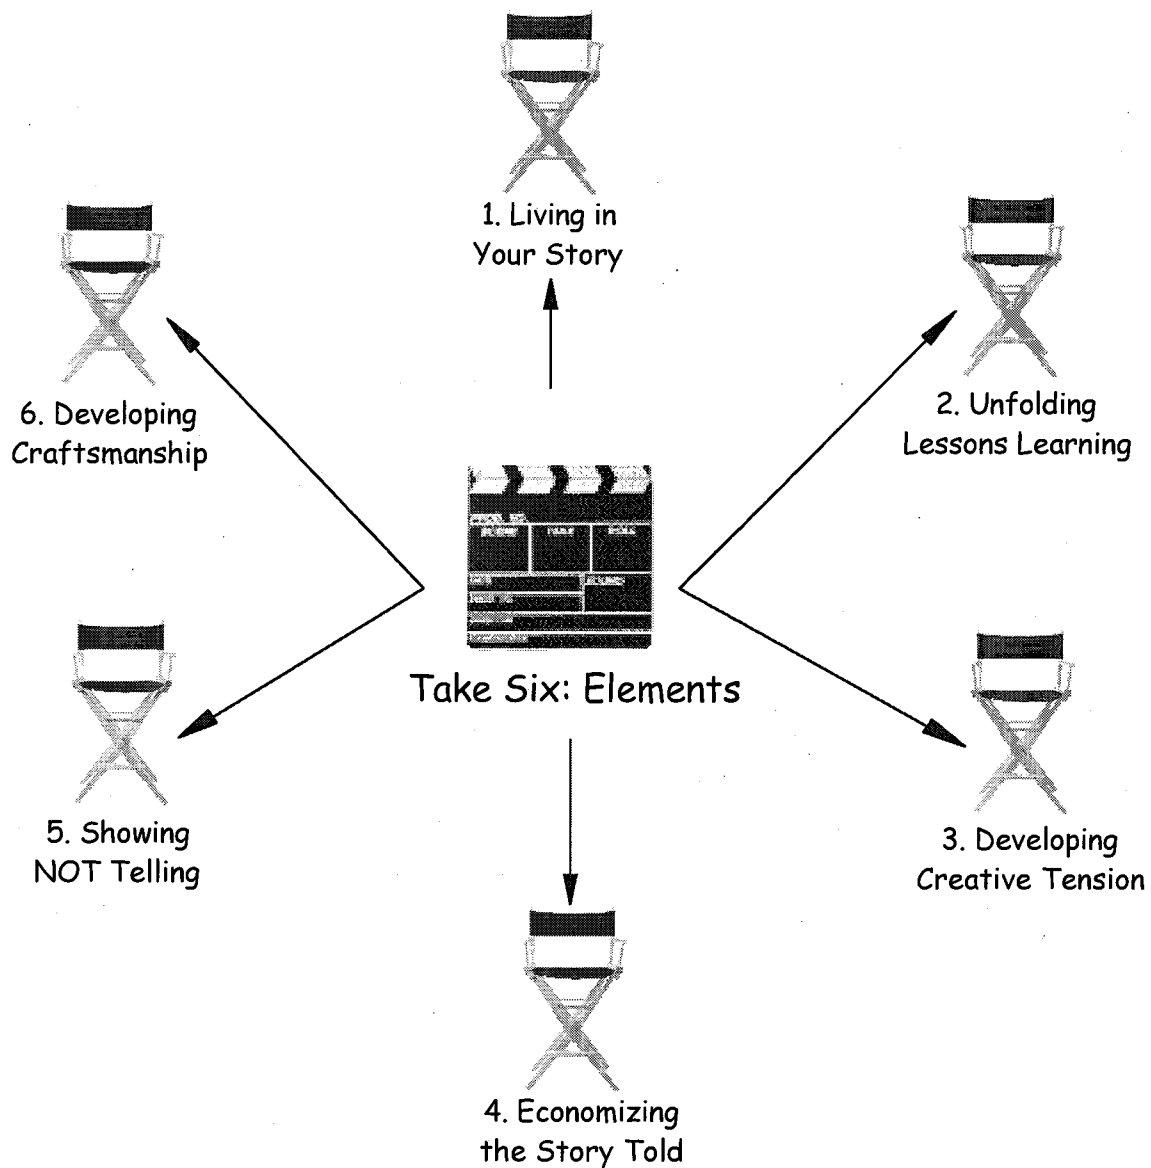 1. Living in
Your Story
2. Unfolding
Lessons Learning
3. Developing
Creative Tension
4. Economizing
the Story Told
5. Showing
NOT Telling
6. Developing
Craftsmanship
Take Six: Elements